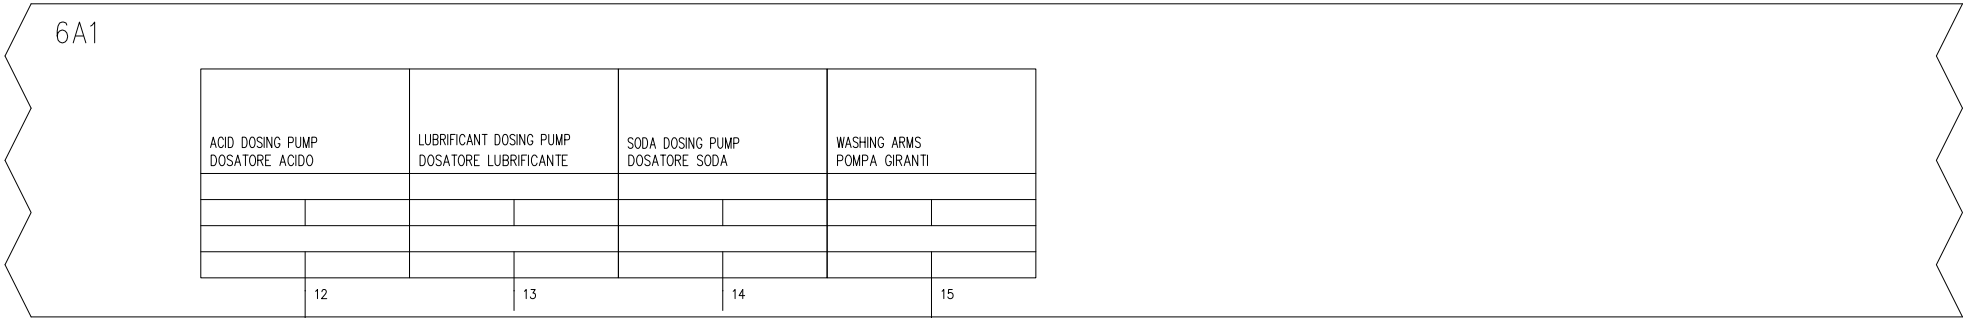 6A1
ACID DOSING PUMP
DOSATORE ACIDO
LUBRIFICANT DOSING PUMP
DOSATORE LUBRIFICANTE
SODA DOSING PUMP
DOSATORE SODA
WASHING ARMS
POMPA GIRANTI
12
13
14
15